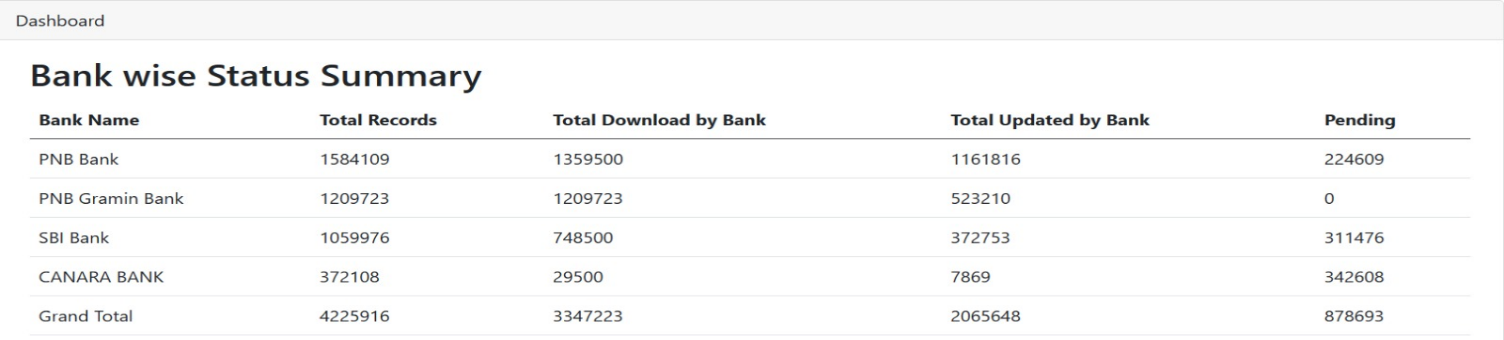 Dashboard
Bank wise Status Summary
Bank Name Total Records Total Download by Bank Total Updated by Bank Pending
PNB Bank 1584109 1359500 1161816 224609
PNB Gramin Bank 1209723 1209723 523210 0
SBI Bank 1059976 748500 372753 311476
CANARA BANK 372108 29500 7869 342608
Grand Total 4225916 3347223 2065648 878693